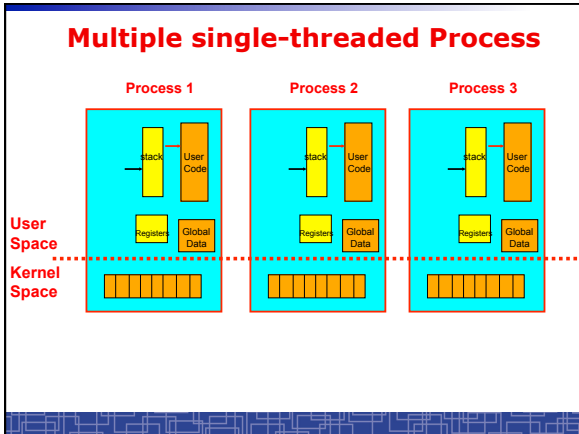 Multiple single-threaded Process
Process 1
Process 2
Process 3
stack
User
Code
stack
User
Code
stack
User
Code
Registers
Global
Data
Registers
Global
Data
Registers
Global
Data
User
Space
Kernel
Space